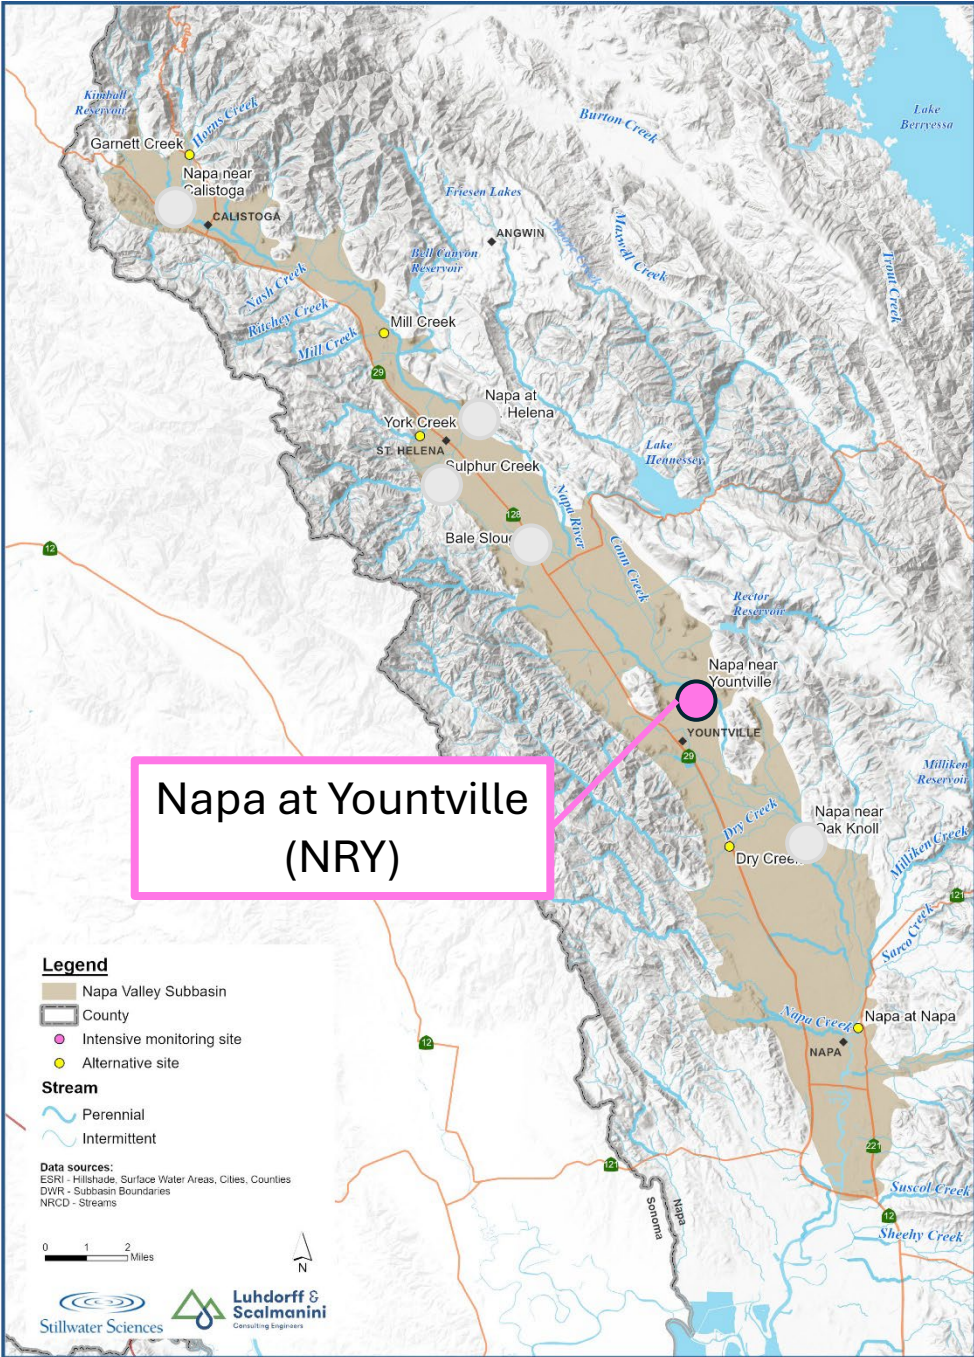 Kimball
Reservoir
Horns Creek
Garnett Creek
Napa near
Calistoga
CALISTOGA
Burton Creek
Lake
Berryessa
Friesen Lakes
ANGWIN
Maxwell Creek
Trout Creek
Bell Canyon
Reservoir
Nash Creek
Ritchey Creek
Mill Creek
Mill Creek
29
Napa at
Helena
York Creek
ST. HELENA
Sulphur Creek
Lake
Hennessey
Napa River
128
Bale Slou
Conn Creek
12
Rector
Reservoir
Napa near
Yountville
YOUNTVILLE
29
Napa at Yountville
(NRY)
Milliken
Reservoir
Napa near
Oak Knoll
Dry Creek
Dry Cree
Milliken Creek
121
Sarco Creek
Napa Creek
Napa at Napa
NAPA
12
221
121
Suscol Creek
12
Sheehy Creek
Napa
Sonoma
Legend
Napa Valley Subbasin
County
Intensive monitoring site
Alternative site
Stream
Perennial
Intermittent
Data sources:
ESRI - Hillshade, Surface Water Areas, Cities, Counties
DWR - Subbasin Boundaries
NRCD - Streams
0 1 2
Miles
N
Stillwater Sciences
Luhdorff &
Scalmanini
Consulting Engineers